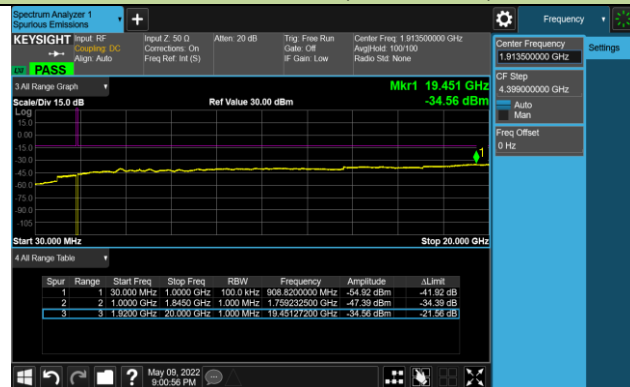 Spectrum Analyzer 1
Spurious Emissions
Frequency
Settings
KEYSIGHT
Input: RF
Coupling: DC
Align: Auto
Input Z: 50 Ω
Corrections: On
Freq Ref: Int (S)
Atten: 20 dB
Trig: Free Run
Gate: Off
IF Gain: Low
Center Freq: 1.913500000 GHz
Avg|Hold: 100/100
Radio Std: None
PASS
Center Frequency
1.913500000 GHz
CF Step
4.399000000 GHz
Auto
Man
Freq Offset
0 Hz
3 All Range Graph
Mkr1 19.451 GHz
-34.56 dBm
Scale/Div 15.0 dB
Ref Value 30.00 dBm
Log
15.0
0.00
-15.0
-30.0
-45.0
-60.0
-75.0
-90.0
-105
1
Start 30.000 MHz
Stop 20.000 GHz
4 All Range Table
Spur Range Start Freq Stop Freq RBW Frequency Amplitude ΔLimit
1 1 30.000 MHz 1.0000 GHz 100.0 kHz 908.8200000 MHz -54.92 dBm -41.92 dB
2 2 1.0000 GHz 1.8450 GHz 1.000 MHz 1.759232500 GHz -47.39 dBm -34.39 dB
3 3 1.9200 GHz 20.000 GHz 1.000 MHz 19.45127200 GHz -34.56 dBm -21.56 dB
May 09, 2022
9:00:56 PM